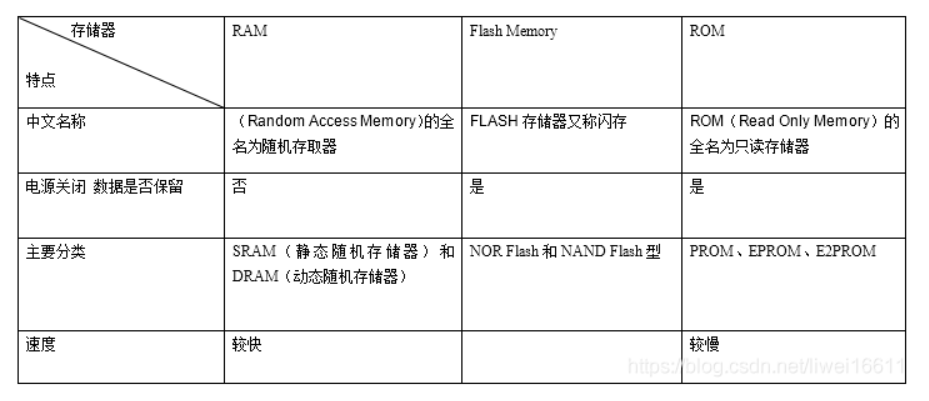 存储器
特点
RAM
Flash Memory
ROM
中文名称
（Random Access Memory)的全
名为随机存取器
FLASH 存储器又称闪存
ROM（Read Only Memory）的
全名为只读存储器
电源关闭 数据是否保留
否
是
是
主要分类
SRAM（静态随机存储器）和
DRAM（动态随机存储器）
NOR Flash 和 NAND Flash 型
PROM、EPROM、E2PROM
速度
较快
较慢
https://blog.csdn.net/liwei16611